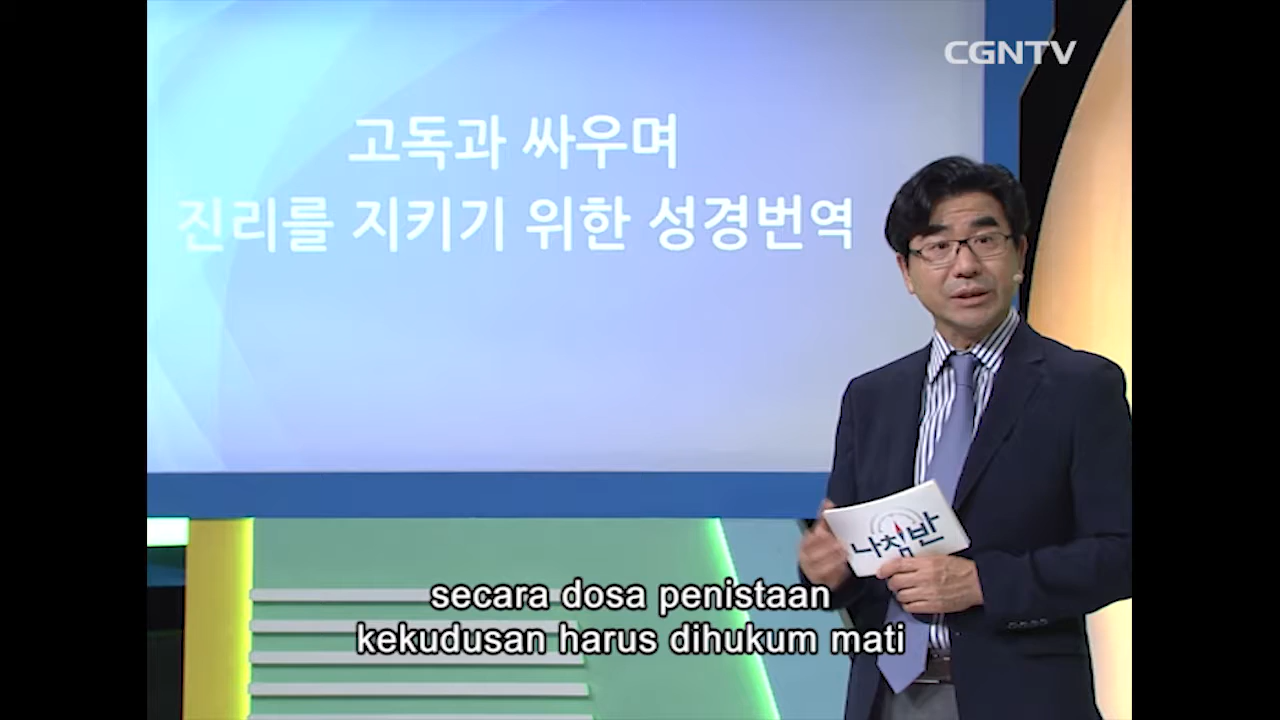 CGNTV
고독과 싸우며
진리를 지키기 위한 성경번역
나침반
secara dosa penistaan
kekudusan harus dihukum mati